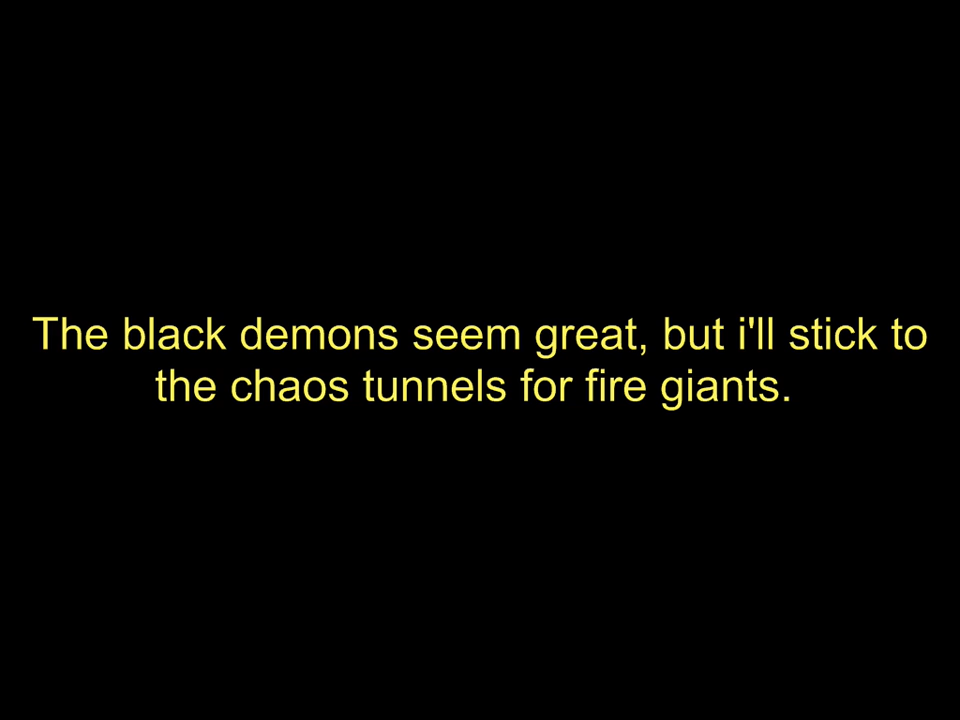 The black demons seem great, but i'll stick to
the chaos tunnels for fire giants.